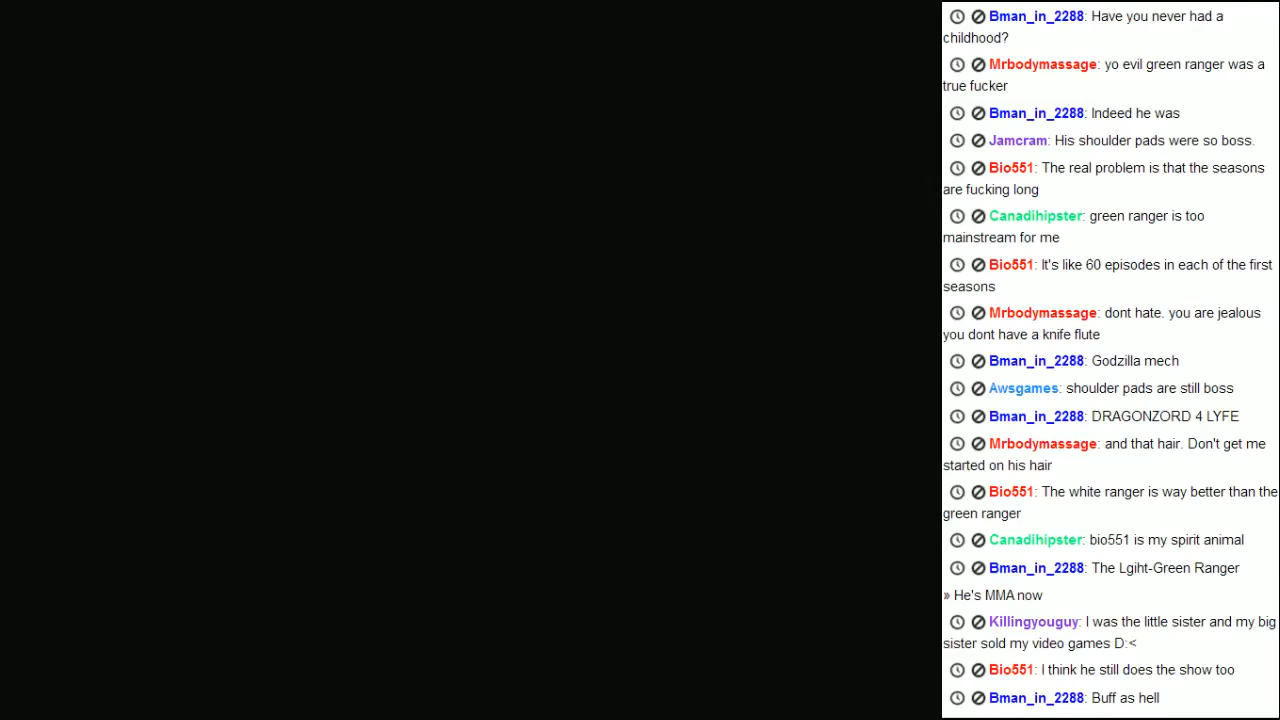 Bman_in_2288: Have you never had a
childhood?
Mrbodymassage: yo evil green ranger was a
true fucker
Bman_in_2288: Indeed he was
Jamcram: His shoulder pads were so boss.
Bio551: The real problem is that the seasons
are fucking long
Canadihipster: green ranger is too
mainstream for me
Bio551: It's like 60 episodes in each of the first
seasons
Mrbodymassage: dont hate. you are jealous
you dont have a knife flute
Bman_in_2288: Godzilla mech
Awsgames: shoulder pads are still boss
Bman_in_2288: DRAGONZORD 4 LYFE
Mrbodymassage: and that hair. Don't get me
started on his hair
Bio551: The white ranger is way better than the
green ranger
Canadihipster: bio551 is my spirit animal
Bman_in_2288: The Lgiht-Green Ranger
» He's MMA now
Killingyouguy: I was the little sister and my big
sister sold my video games D:<
Bio551: I think he still does the show too
Bman_in_2288: Buff as hell